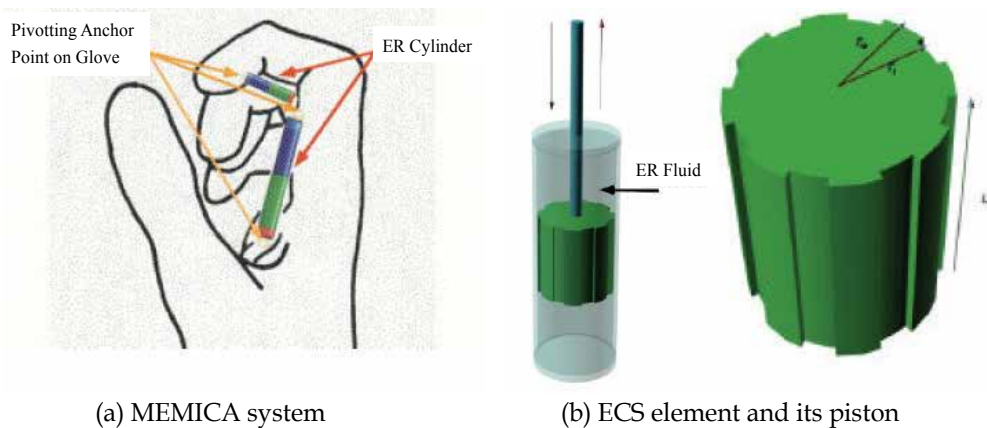 Pivotting Anchor
Point on Glove
ER Cylinder
ER Fluid
L
(a) MEMICA system
(b) ECS element and its piston